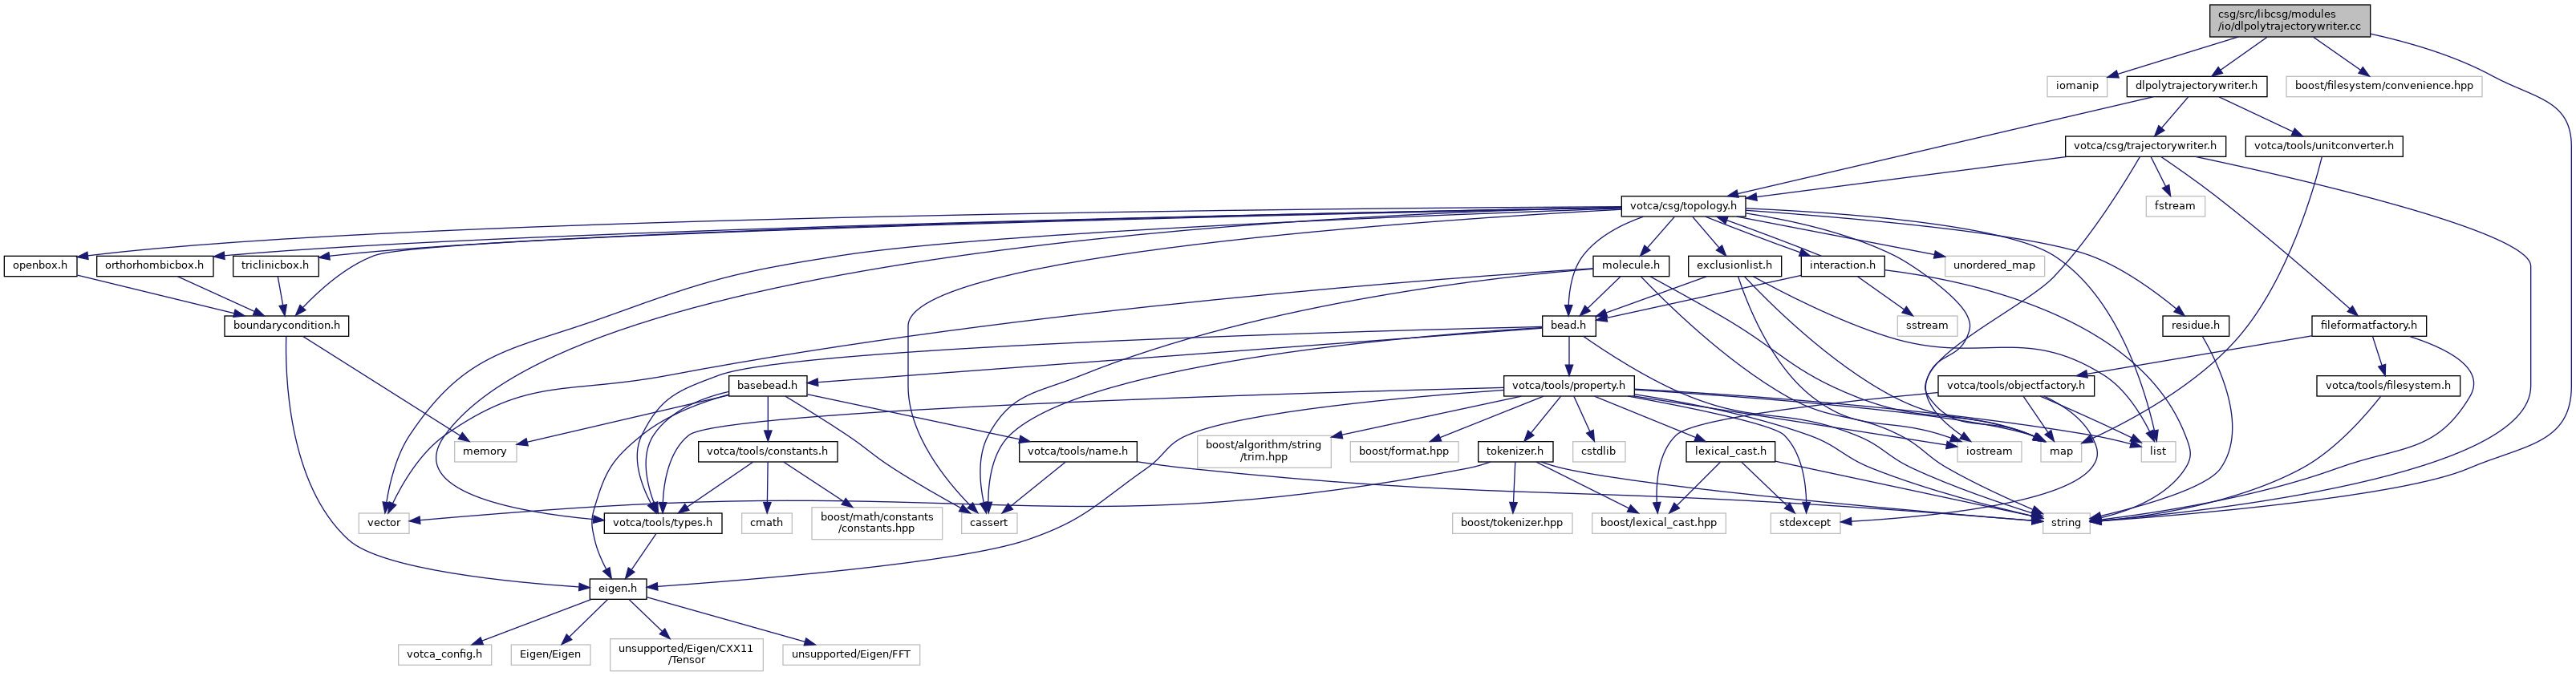 csg/src/libcsg/modules
/io/dlpolytrajectorywriter.cc
iomanip
dlpolytrajectorywriter.h
boost/filesystem/convenience.hpp
votca/csg/trajectorywriter.h
votca/tools/unitconverter.h
votca/csg/topology.h
fstream
openbox.h
orthorhombicbox.h
triclinicbox.h
molecule.h
exclusionlist.h
interaction.h
unordered_map
boundarycondition.h
bead.h
sstream
residue.h
fileformatfactory.h
basebead.h
votca/tools/property.h
votca/tools/objectfactory.h
votca/tools/filesystem.h
memory
votca/tools/constants.h
votca/tools/name.h
boost/algorithm/string
/trim.hpp
boost/format.hpp
tokenizer.h
cstdlib
lexical_cast.h
iostream
map
list
vector
votca/tools/types.h
cmath
boost/math/constants
/constants.hpp
cassert
boost/tokenizer.hpp
boost/lexical_cast.hpp
stdexcept
string
eigen.h
votca_config.h
Eigen/Eigen
unsupported/Eigen/CXX11
/Tensor
unsupported/Eigen/FFT